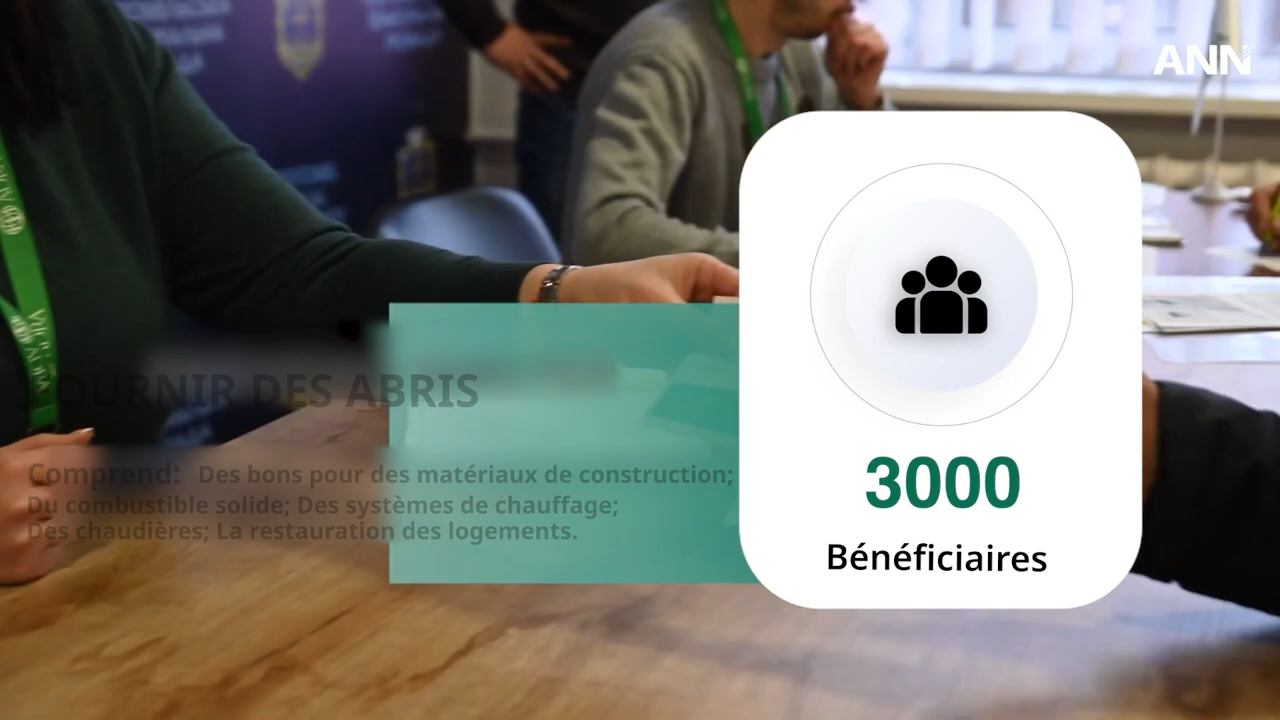 ANN
FOURNIR DES ABRIS
Comprend: Des bons pour des matériaux de construction;
Du combustible solide; Des systèmes de chauffage;
Des chaudières; La restauration des logements.
3000
Bénéficiaires